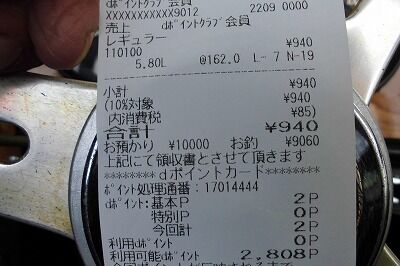 dポイントクラブ会員
XXXXXXXXXXX9012 2209 0000
売上 dポイントクラブ会員
レギュラー ¥940
110100
5.80L @162.0 L- 7 N-19
小計 ¥940
(10%対象 ¥940
内消費税 ¥85)
合計 ¥940
お預かり ¥10000 お釣 ¥9060
上記にて領収書とさせて頂きます
******** dポイントカード********
ポイント処理通番:17014444
dポイント:基本P 2P
特別P 0P
今回計 2P
利用dポイント 0P
利用可能dポイント 2,808P